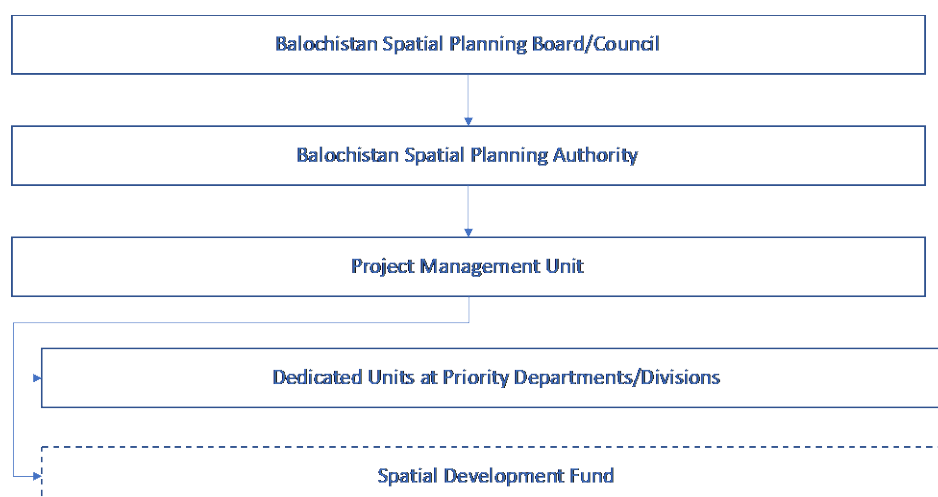 Balochistan Spatial Planning Board/Council
Balochistan Spatial Planning Authority
Project Management Unit
Dedicated Units at Priority Departments/Divisions
Spatial Development Fund